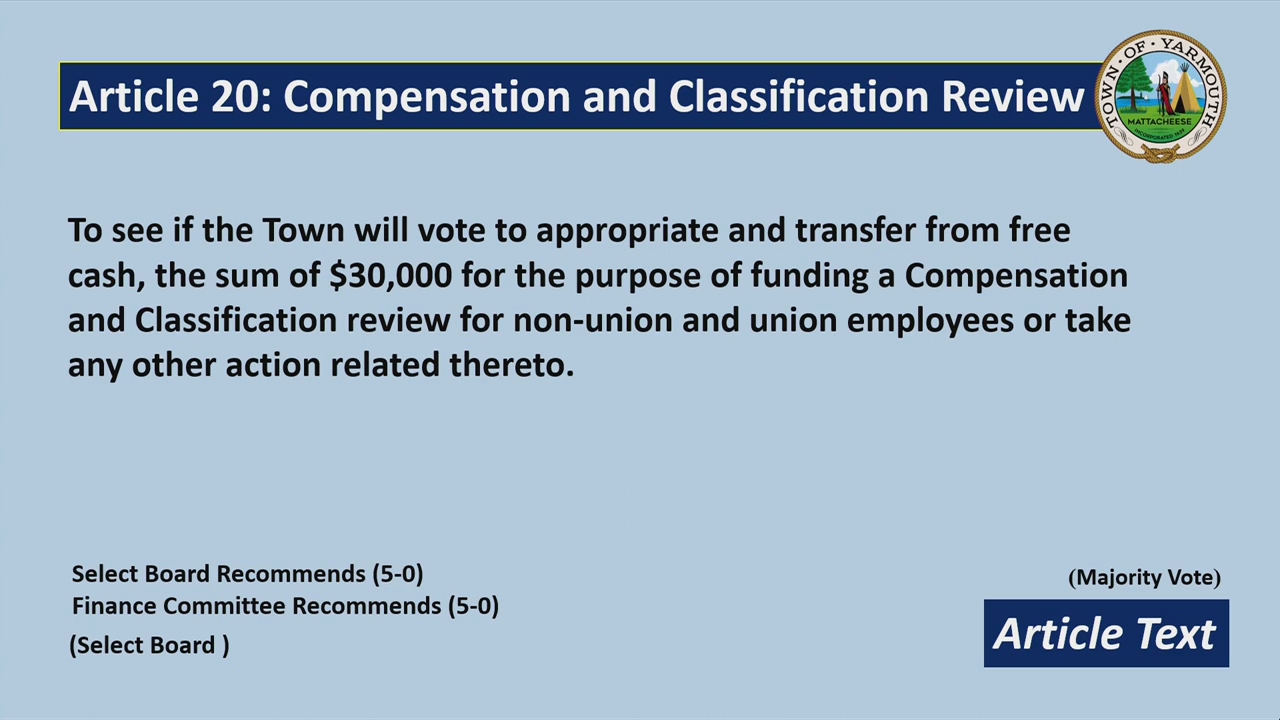 Article 20: Compensation and Classification Review
TOWN · OF · YARMOUTH
MATTACHEESE
To see if the Town will vote to appropriate and transfer from free
cash, the sum of $30,000 for the purpose of funding a Compensation
and Classification review for non-union and union employees or take
any other action related thereto.
Select Board Recommends (5-0)
Finance Committee Recommends (5-0)
(Select Board )
(Majority Vote)
Article Text